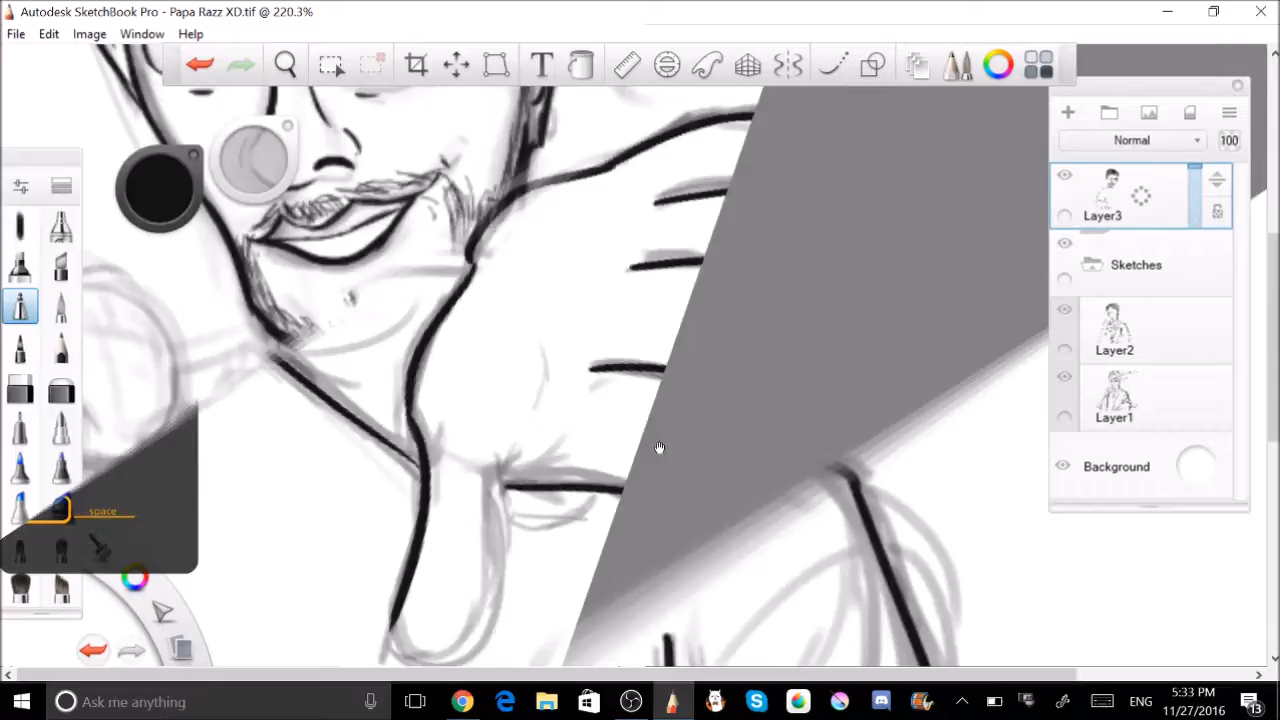 Autodesk SketchBook Pro - Papa Razz XD.tif @ 220.3%
File Edit Image Window Help
T
Normal 100
Layer3
Sketches
Layer2
Layer1
Background
space
Ask me anything
ENG
5:33 PM
11/27/2016
13